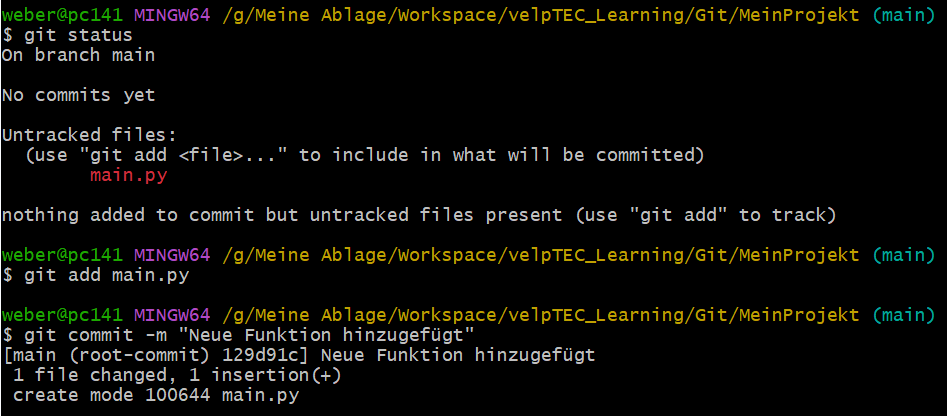 weber@pc141 MINGW64 /g/Meine Ablage/Workspace/velpTEC_Learning/Git/MeinProjekt (main)
$ git status
On branch main
No commits yet
Untracked files:
  (use "git add <file>..." to include in what will be committed)
        main.py
nothing added to commit but untracked files present (use "git add" to track)
weber@pc141 MINGW64 /g/Meine Ablage/Workspace/velpTEC_Learning/Git/MeinProjekt (main)
$ git add main.py
weber@pc141 MINGW64 /g/Meine Ablage/Workspace/velpTEC_Learning/Git/MeinProjekt (main)
$ git commit -m "Neue Funktion hinzugefügt"
[main (root-commit) 129d91c] Neue Funktion hinzugefügt
 1 file changed, 1 insertion(+)
 create mode 100644 main.py